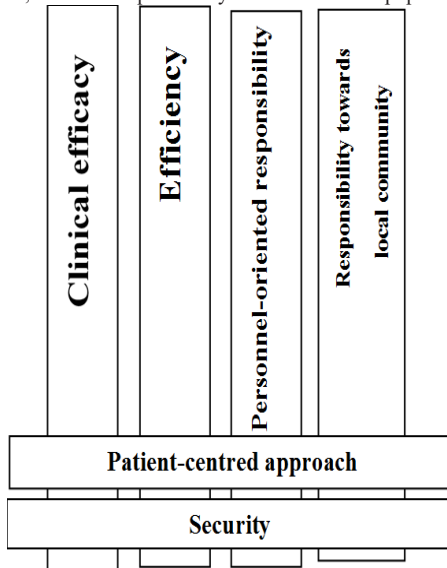 Clinical efficacy
Efficiency
Personnel-oriented responsibility
Responsibility towards
local community
Patient-centred approach
Security